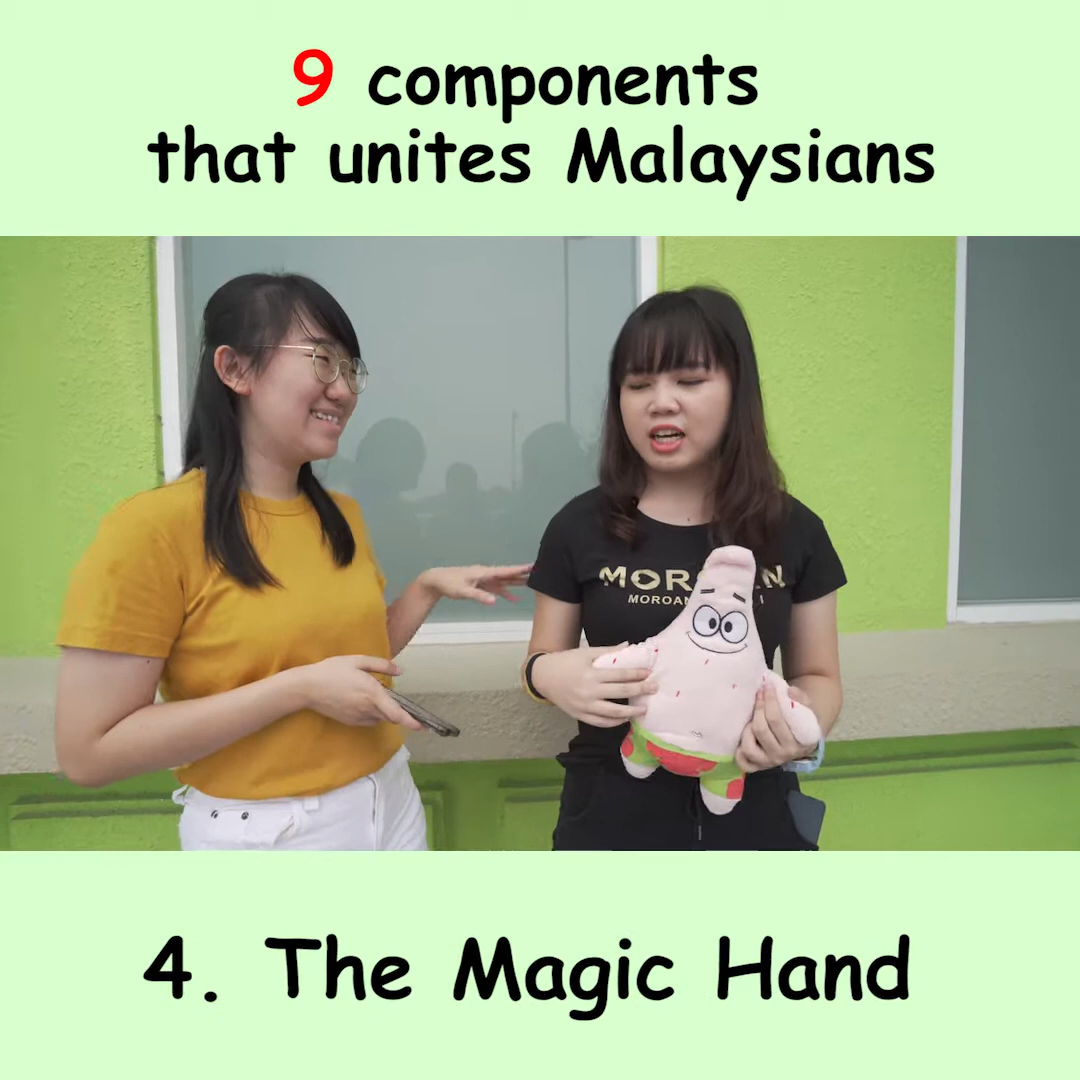 9 components
that unites Malaysians
4. The Magic Hand